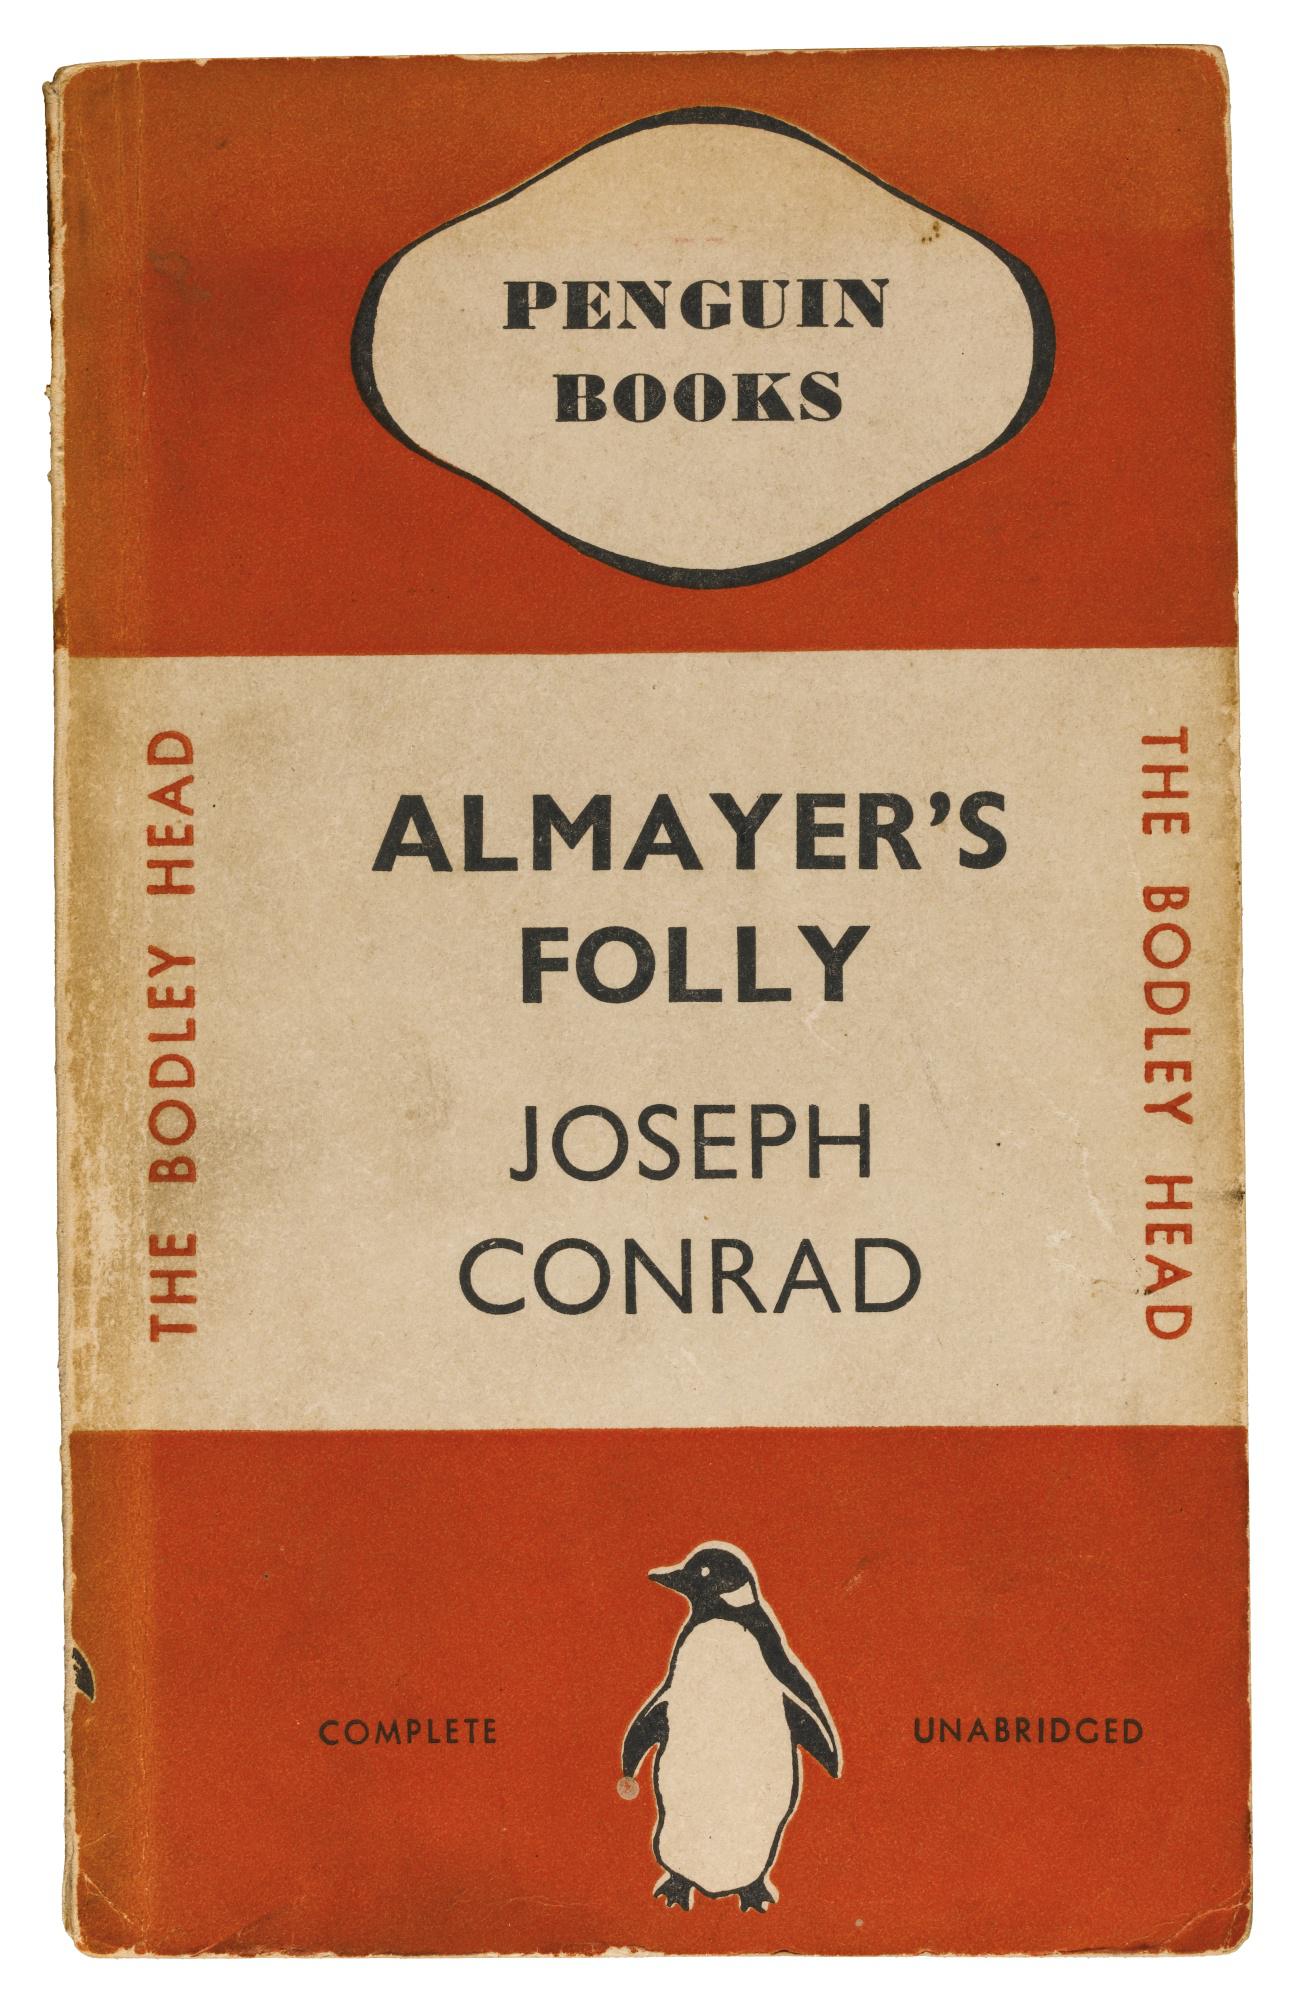 PENGUIN
BOOKS
THE BODLEY HEAD
ALMAYER’S
FOLLY
JOSEPH
CONRAD
THE BODLEY HEAD
COMPLETE
UNABRIDGED